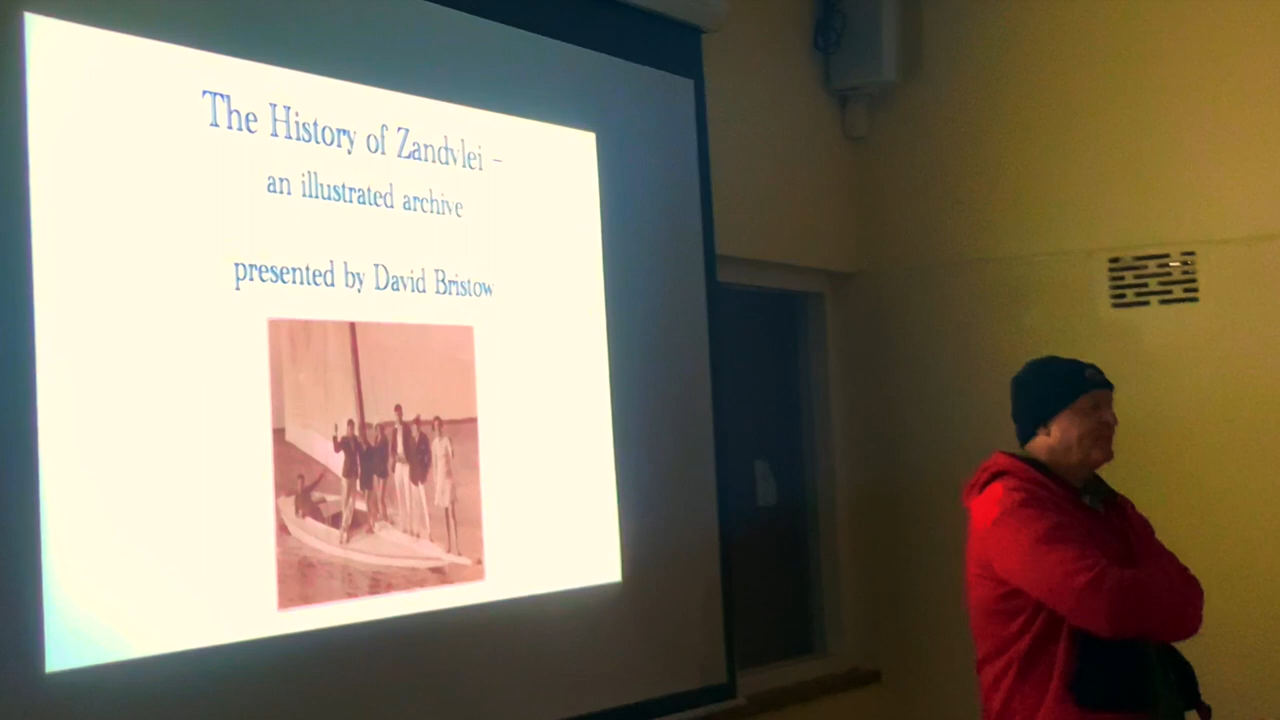 The History of Zandvlei –
an illustrated archive
presented by David Bristow